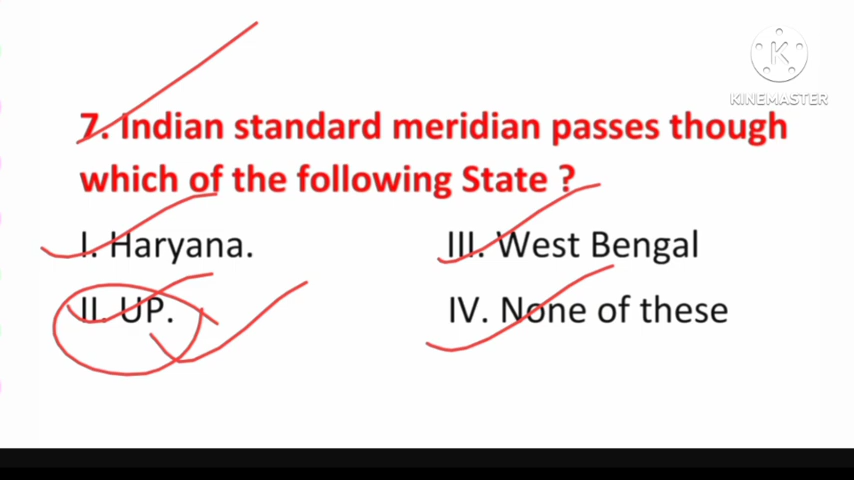 KINEMASTER
7. Indian standard meridian passes though
which of the following State ?
I. Haryana. III. West Bengal
II. UP. IV. None of these